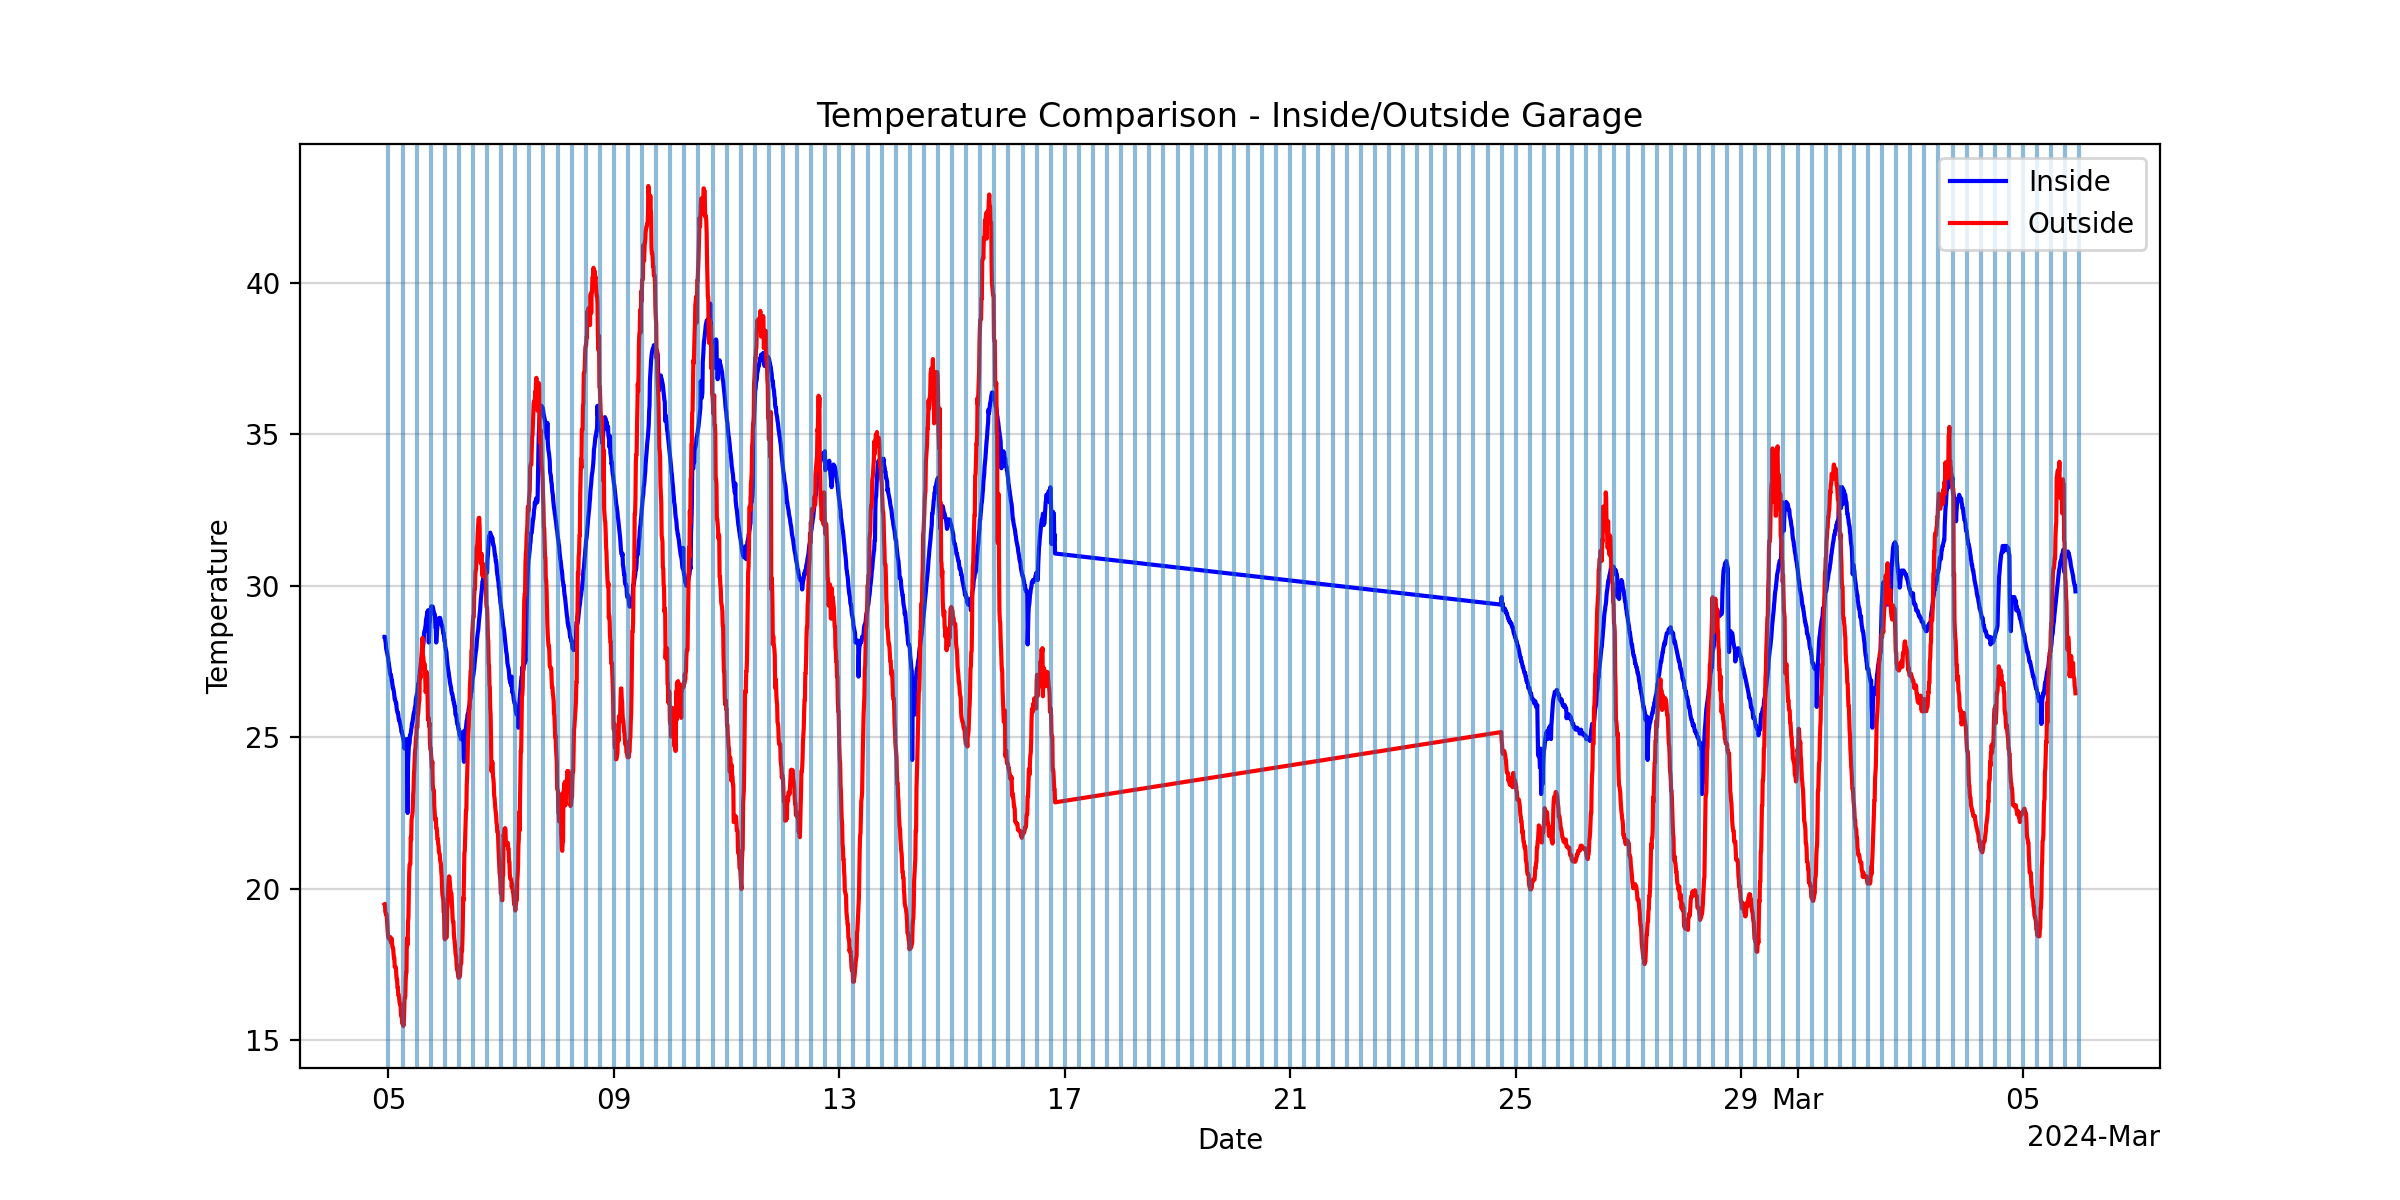 Temperature Comparison - Inside/Outside Garage
Inside
Outside
40
35
30
25
20
15
Temperature
05 09 13 17 21 25 29 Mar 05
Date
2024-Mar